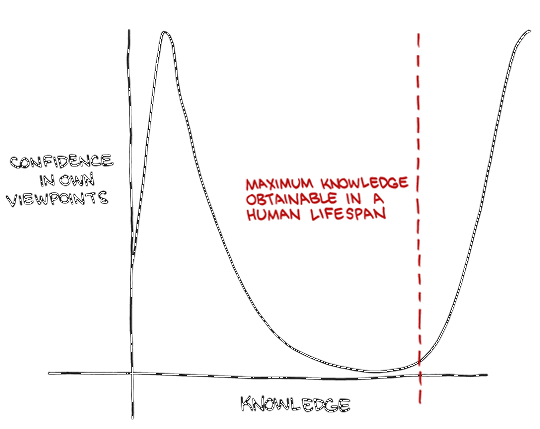 CONFIDENCE
IN OWN
VIEWPOINTS
MAXIMUM KNOWLEDGE
OBTAINABLE IN A
HUMAN LIFESPAN
KNOWLEDGE